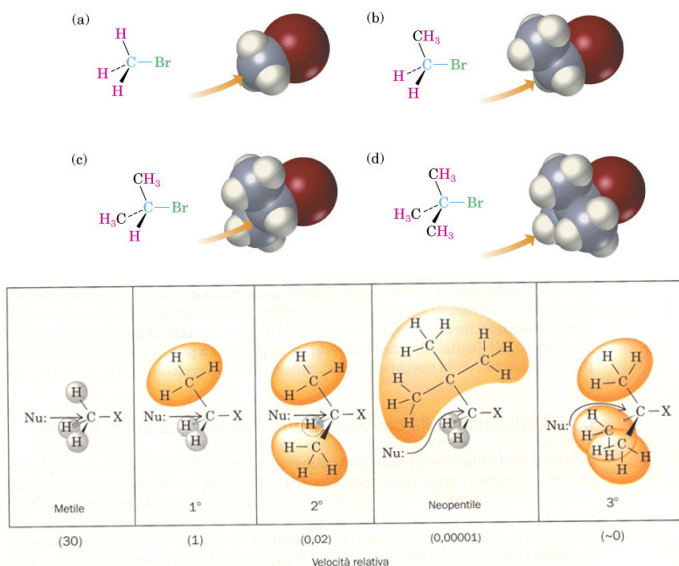 (a)
H
H C—Br
H
(b)
CH3
H C—Br
H
(c)
CH3
H3C C—Br
H
(d)
CH3
H3C C—Br
CH3
H
Nu: C—X
H
H
Metile
(30)
H H
C
H
Nu: C—X
H
H
1°
(1)
H H
C
H
Nu: C—X
H
C
H H
H
2°
(0,02)
H H
C
H
H
H C
H
C
C
H
H
H
Nu:
C—X
H
H
Neopentile
(0,00001)
H H
C
H
Nu: C—X
H
C
H H
C
H H
3°
(~0)
Velocità relativa